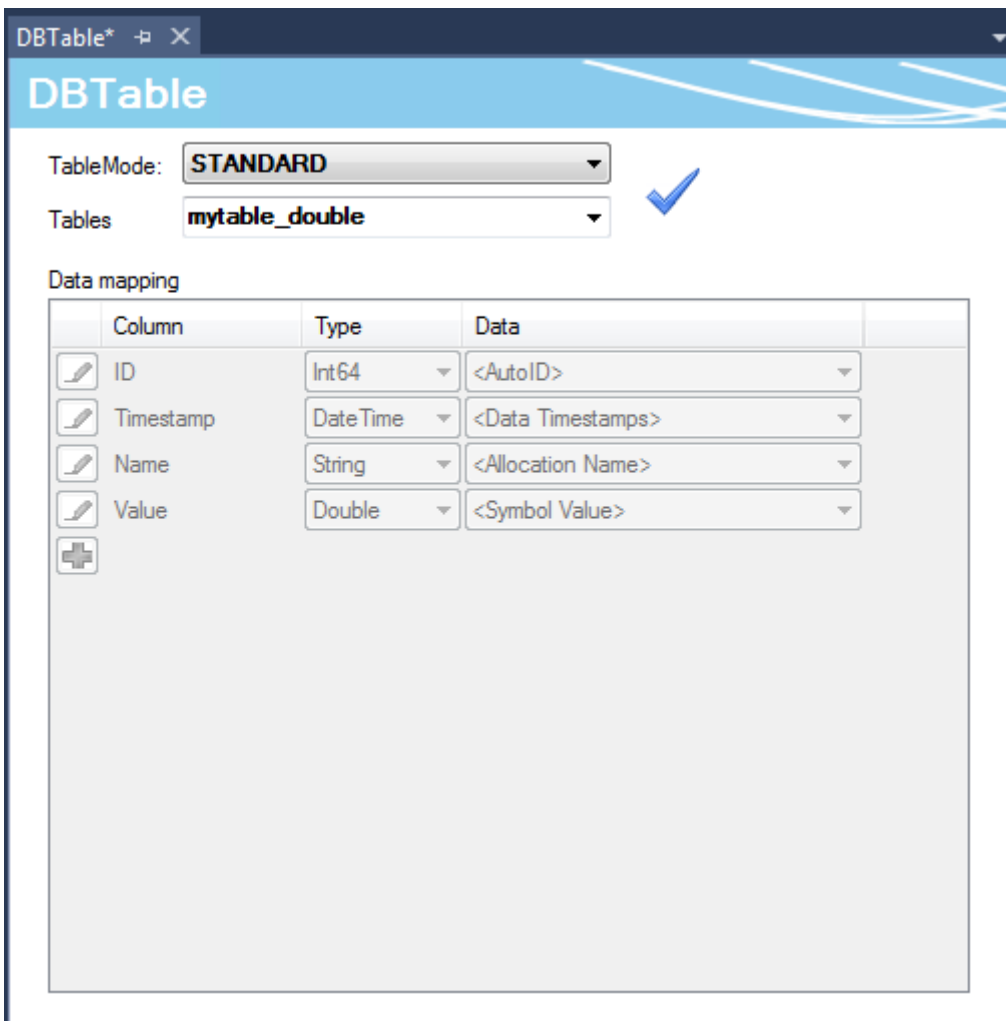 DBTable*
DBTable
TableMode: STANDARD
Tables mytable_double
Data mapping
Column Type Data
ID Int64 <AutoID>
Timestamp DateTime <Data Timestamps>
Name String <Allocation Name>
Value Double <Symbol Value>